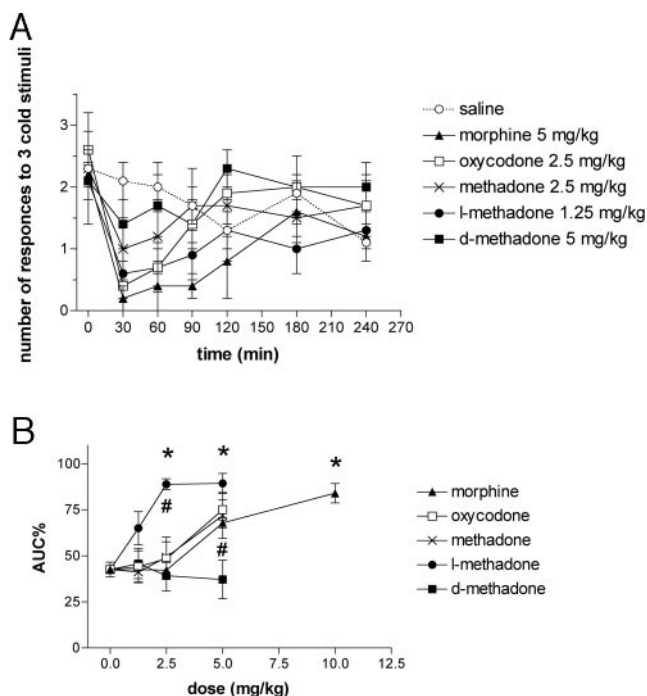 A
number of responces to 3 cold stimuli
3
2
1
0
0 30 60 90 120 150 180 210 240 270
time (min)
saline
morphine 5 mg/kg
oxycodone 2.5 mg/kg
methadone 2.5 mg/kg
l-methadone 1.25 mg/kg
d-methadone 5 mg/kg
B
AUC%
100
75
50
25
0
* * *
#
#
0.0 2.5 5.0 7.5 10.0 12.5
dose (mg/kg)
morphine
oxycodone
methadone
l-methadone
d-methadone